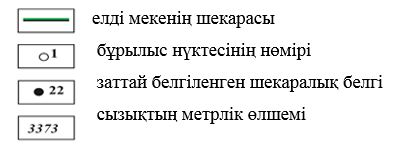 елді мекенің шекарасы
1 бұрылыс нүктесінің нөмірі
22 заттай белгіленген шекаралық белгі
3373 сызықтың метрлік өлшемі